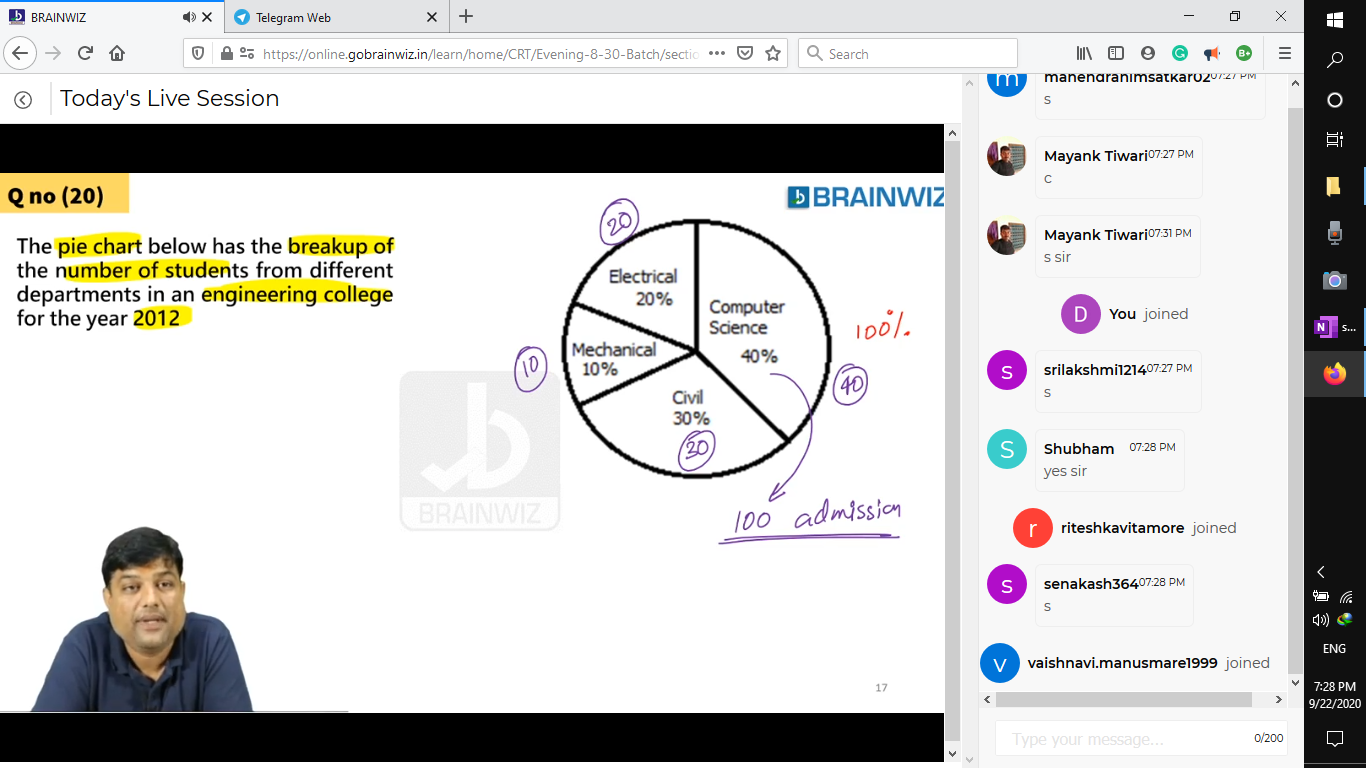 BRAINWIZ
Telegram Web
https://online.gobrainwiz.in/learn/home/CRT/Evening-8-30-Batch/sectio
Search
Today's Live Session
Q no (20)
BRAINWIZ
The pie chart below has the breakup of
the number of students from different
departments in an engineering college
for the year 2012
20
Electrical
20%
Computer
Science
40%
100%
Mechanical
10%
10
40
Civil
30%
30
BRAINWIZ
100 admission
17
mahendranimsatkar02 07:27 PM
s
Mayank Tiwari 07:27 PM
c
Mayank Tiwari 07:31 PM
s sir
D
You joined
s
srilakshmi1214 07:27 PM
s
S
Shubham 07:28 PM
yes sir
r
riteshkavitamore joined
s
senakash364 07:28 PM
s
v
vaishnavi.manusmare1999 joined
Type your message...
0/200
N
s...
ENG
7:28 PM
9/22/2020